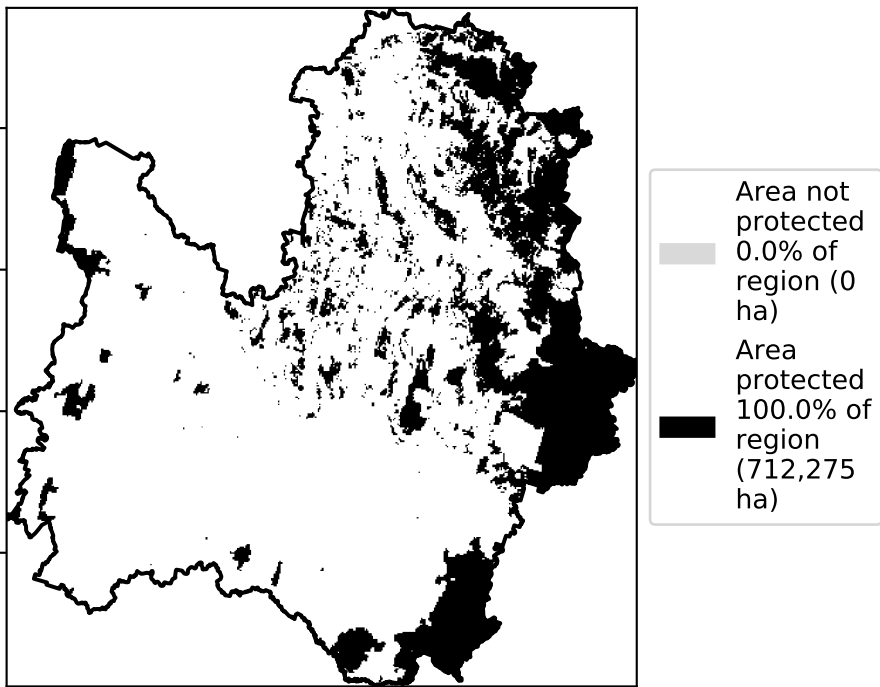 Area not
protected
0.0% of
region (0
ha)
Area
protected
100.0% of
region
(712,275
ha)